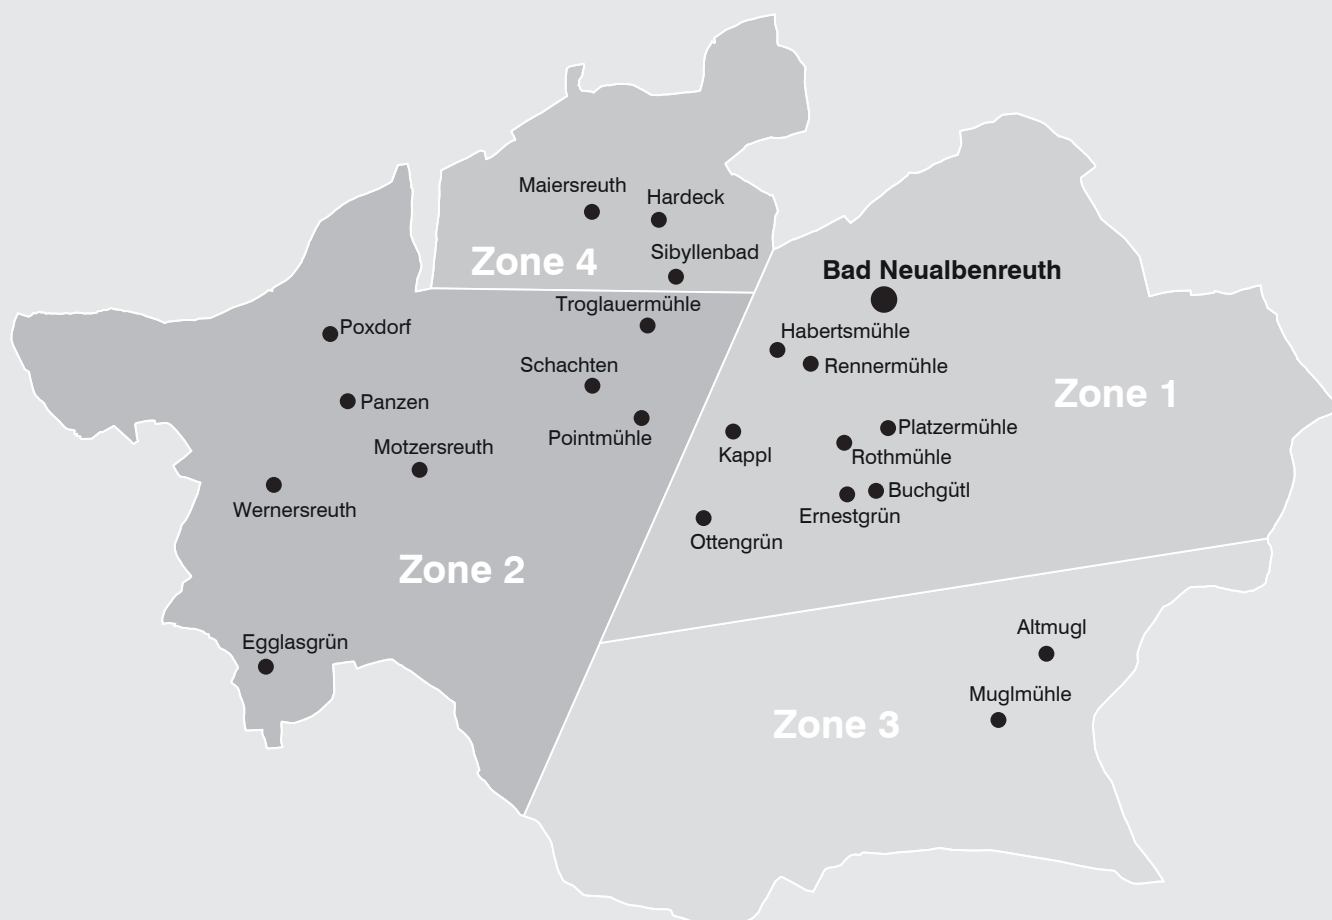 Maiersreuth
Hardeck
Sibyllenbad
Zone 4
Bad Neualbenreuth
Troglauermühle
Poxdorf
Habertsmühle
Schachten
Rennermühle
Zone 1
Panzen
Platzermühle
Pointmühle
Motzersreuth
Kappl
Rothmühle
Buchgütl
Wernersreuth
Ernestgrün
Ottengrün
Zone 2
Altmugl
Egglasgrün
Muglmühle
Zone 3